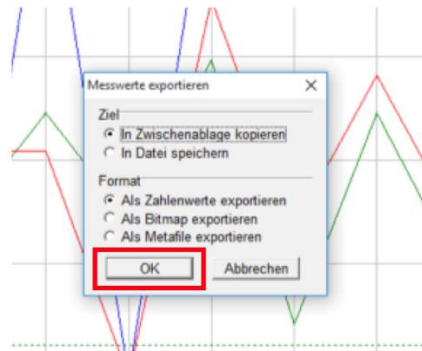 Messwerte exportieren
Ziel
In Zwischenablage kopieren
In Datei speichern
Format
Als Zahlenwerte exportieren
Als Bitmap exportieren
Als Metafile exportieren
OK Abbrechen